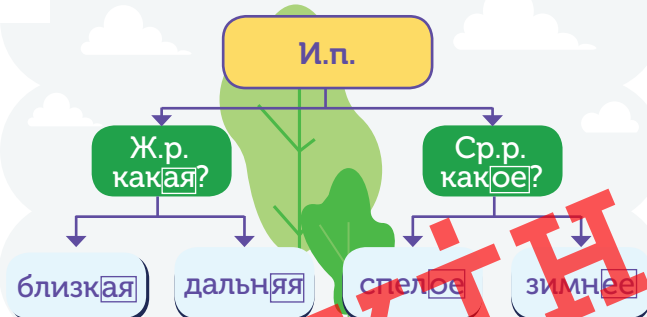 И.п.
Ж.р.
какая?
Ср.р.
какое?
близкая
дальняя
спелое
зимнее